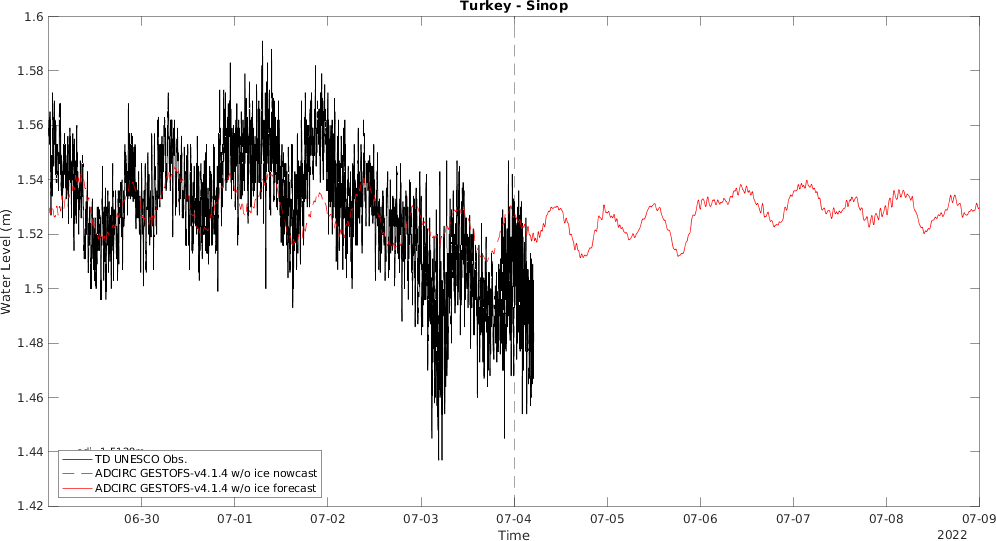 Turkey - Sinop
1.6
1.58
1.56
1.54
1.52
1.5
1.48
1.46
1.44
1.42
Water Level (m)
TD UNESCO Obs.
ADCIRC GESTOFS-v4.1.4 w/o ice nowcast
ADCIRC GESTOFS-v4.1.4 w/o ice forecast
06-30 07-01 07-02 07-03 07-04 07-05 07-06 07-07 07-08 07-09
Time
2022